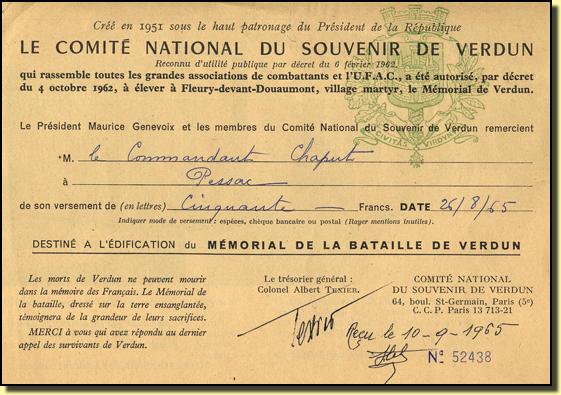 Créé en 1951 sous le haut patronage du Président de la République
LE COMITÉ NATIONAL DU SOUVENIR DE VERDUN
Reconnu d'utilité publique par décret du 6 février 1962.
qui rassemble toutes les grandes associations de combattants et l'U.F.A.C., a été autorisé, par décret
du 4 octobre 1962, à élever à Fleury-devant-Douaumont, village martyr, le Mémorial de Verdun.
CIVITAS VIRDVN
Le Président Maurice Genevoix et les membres du Comité National du Souvenir de Verdun remercient
*M. le Commandant Chaput
à Pessac
de son versement de (en lettres) Cinquante Francs. DATE 26/8/65
Indiquer mode de versement : espèces, chèque bancaire ou postal (Rayer mentions inutiles).
DESTINÉ A L'ÉDIFICATION du MÉMORIAL DE LA BATAILLE DE VERDUN
Les morts de Verdun ne peuvent mourir
dans la mémoire des Français. Le Mémorial de
la bataille, dressé sur la terre ensanglantée,
témoignera de la grandeur de leurs sacrifices.
MERCI à vous qui avez répondu au dernier
appel des survivants de Verdun.
Le trésorier général :
Colonel Albert TEXIER.
Texier
COMITÉ NATIONAL
DU SOUVENIR DE VERDUN
64, boul. St-Germain, Paris (5e)
C. C. P. Paris 13 713-21
Reçu le 10-9-1965
No 52438